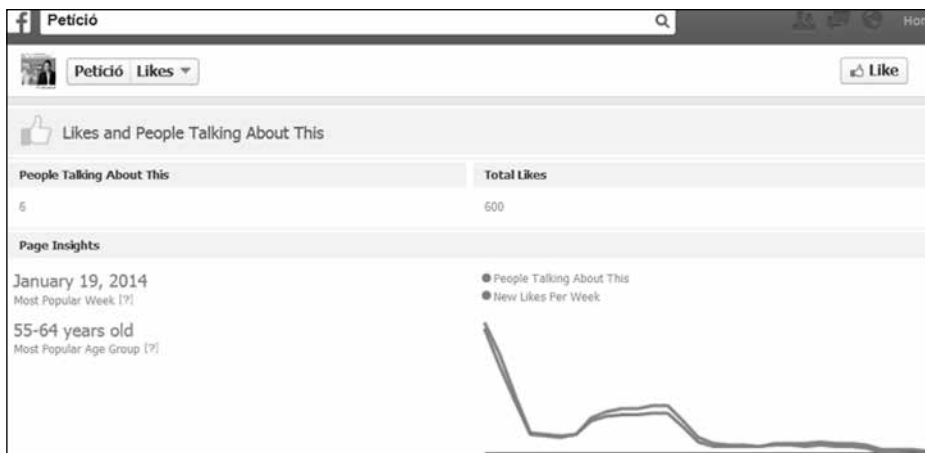 f Petíció Hom
Petíció Likes Like
Likes and People Talking About This
People Talking About This Total Likes
6 600
Page Insights
January 19, 2014
Most Popular Week [?]
55-64 years old
Most Popular Age Group [?]
People Talking About This
New Likes Per Week